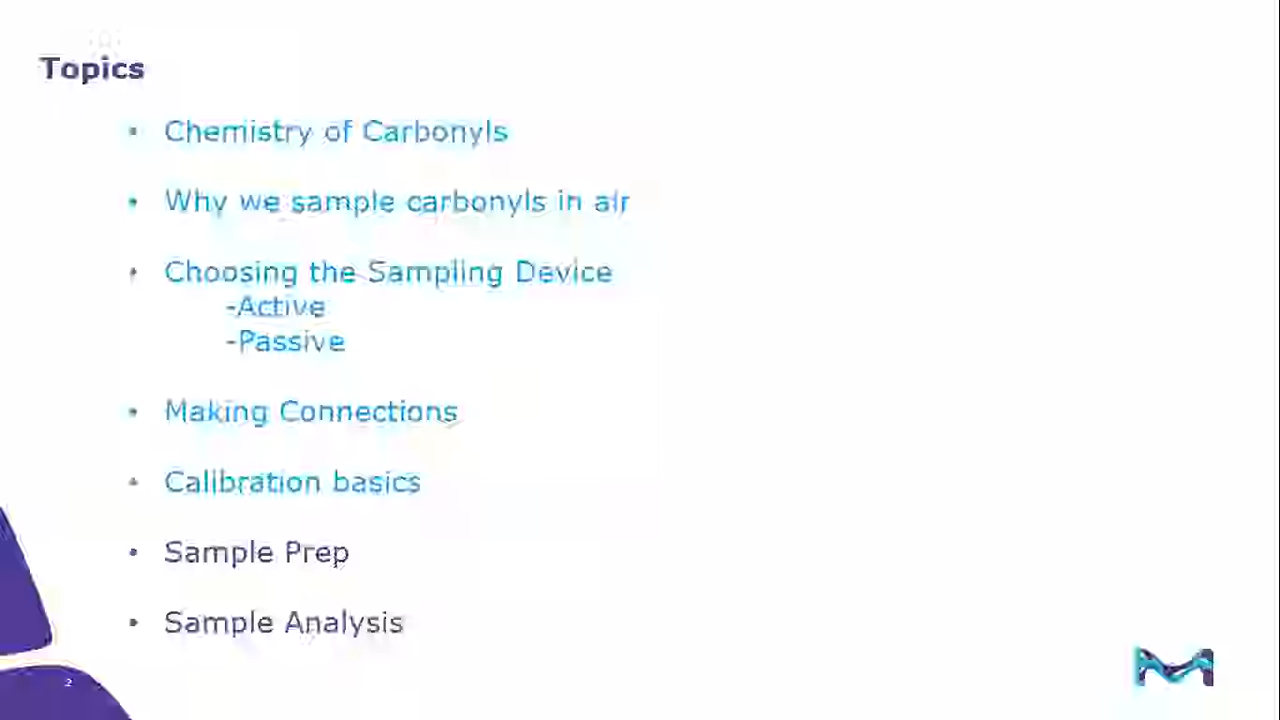 Topics
• Chemistry of Carbonyls
• Why we sample carbonyls in air
• Choosing the Sampling Device
-Active
-Passive
• Making Connections
• Calibration basics
• Sample Prep
• Sample Analysis
2